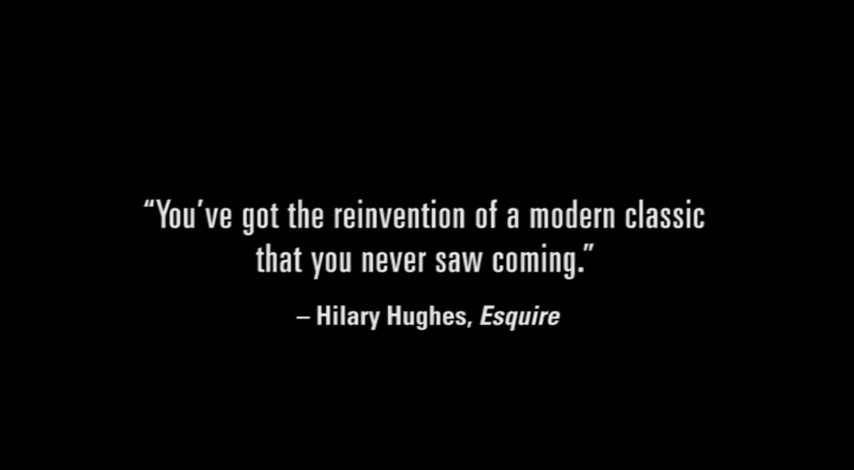 “You’ve got the reinvention of a modern classic
that you never saw coming.”
– Hilary Hughes, Esquire